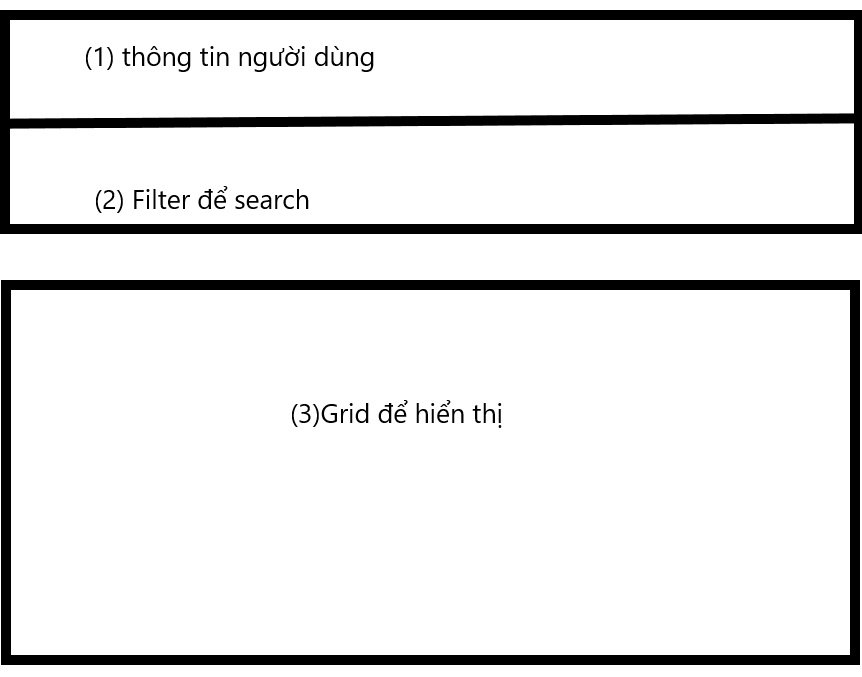 (1) thông tin người dùng
(2) Filter để search
(3)Grid để hiển thị